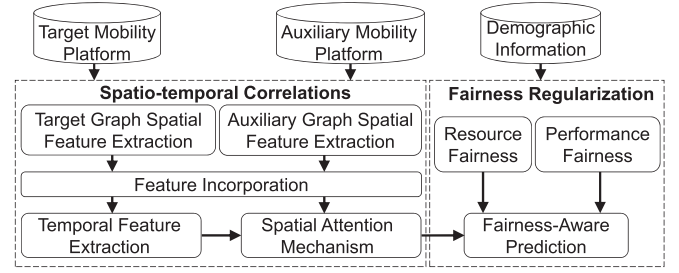 Target Mobility
Platform
Auxiliary Mobility
Platform
Demographic
Information
Spatio-temporal Correlations
Fairness Regularization
Target Graph Spatial
Feature Extraction
Auxiliary Graph Spatial
Feature Extraction
Resource
Fairness
Performance
Fairness
Feature Incorporation
Temporal Feature
Extraction
Spatial Attention
Mechanism
Fairness-Aware
Prediction